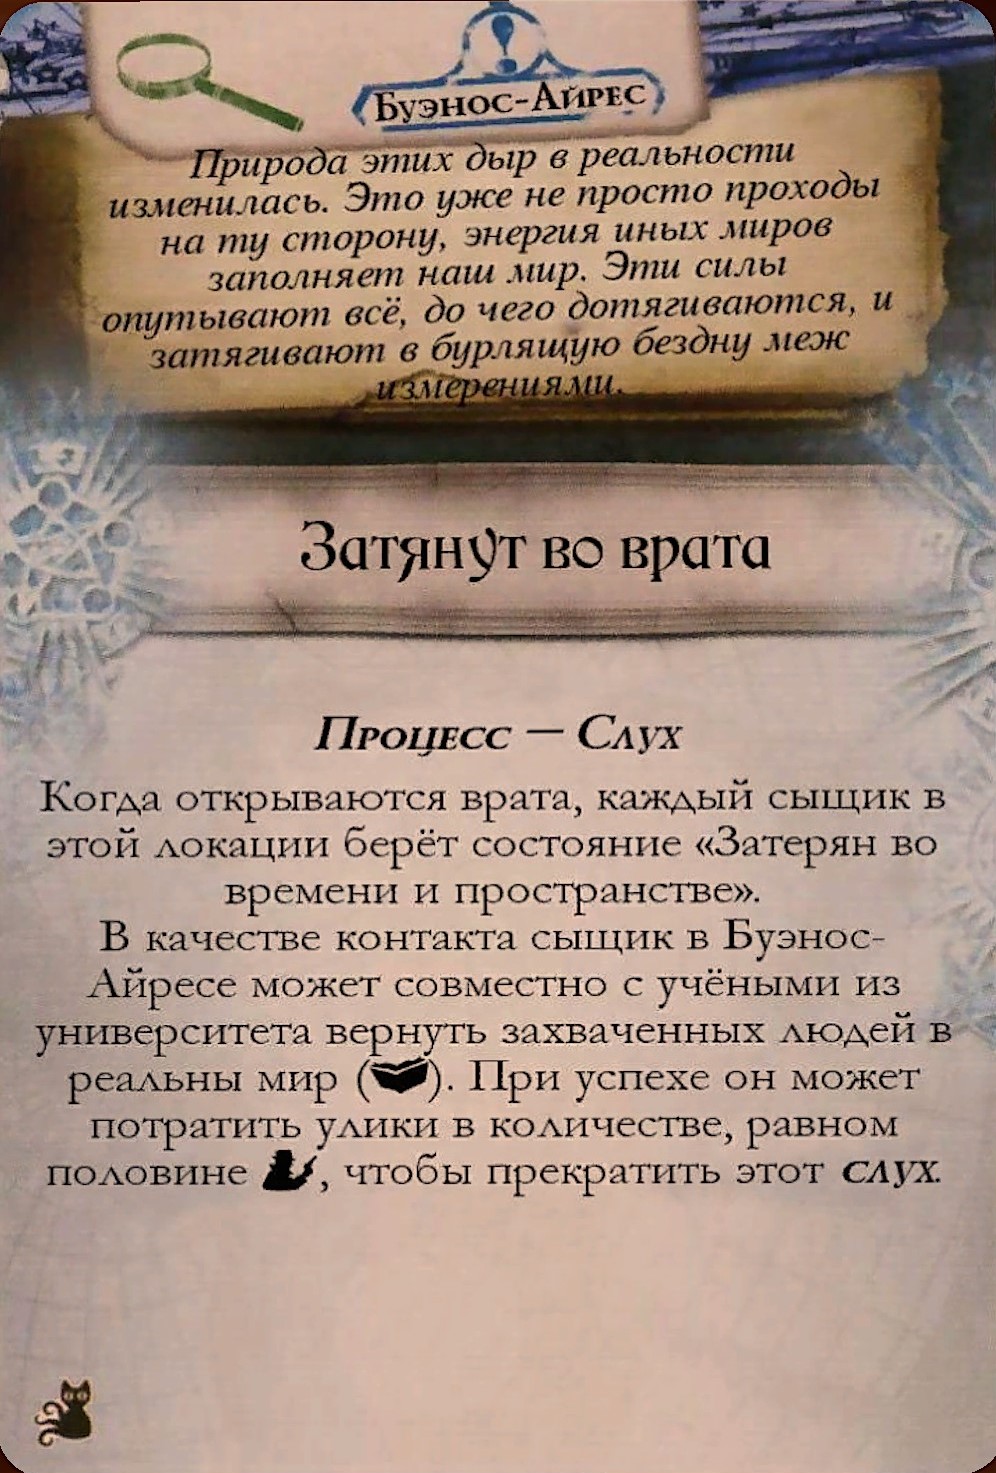 Буэнос-Айрес
Природа этих дыр в реальности
изменилась. Это уже не просто проходы
на ту сторону, энергия иных миров
заполняет наш мир. Эти силы
опутывают всё, до чего дотягиваются, и
затягивают в бурлящую бездну меж
измерениями.
Затянут во врата
Процесс — Слух
Когда открываются врата, каждый сыщик в
этой локации берёт состояние «Затерян во
времени и пространстве».
В качестве контакта сыщик в Буэнос-
Айресе может совместно с учёными из
университета вернуть захваченных людей в
реальны мир (). При успехе он может
потратить улики в количестве, равном
половине , чтобы прекратить этот слух.